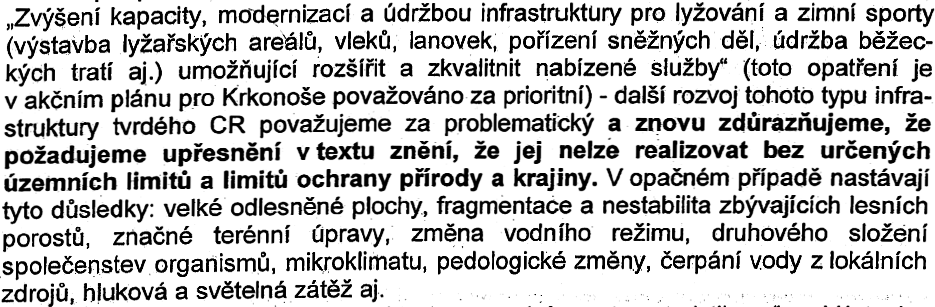 „Zvýšení kapacity, modernizací a údržbou infrastruktury pro lyžování a zimní sporty
(výstavba lyžařských areálů, vleků, lanovek, pořízení sněžných děl, údržba běžec-
kých tratí aj.) umožňující rozšířit a zkvalitnit nabízené služby“ (toto opatření je
v akčním plánu pro Krkonoše považováno za prioritní) - další rozvoj tohoto typu infra-
struktury tvrdého CR považujeme za problematický a znovu zdůrazňujeme, že
požadujeme upřesnění v textu znění, že jej nelze realizovat bez určených
územních limitů a limitů ochrany přírody a krajiny. V opačném případě nastávají
tyto důsledky: velké odlesněné plochy, fragmentace a nestabilita zbývajících lesních
porostů, značné terénní úpravy, změna vodního režimu, druhového složení
společenstev organismů, mikroklimatu, pedologické změny, čerpání vody z lokálních
zdrojů, hluková a světelná zátěž aj.